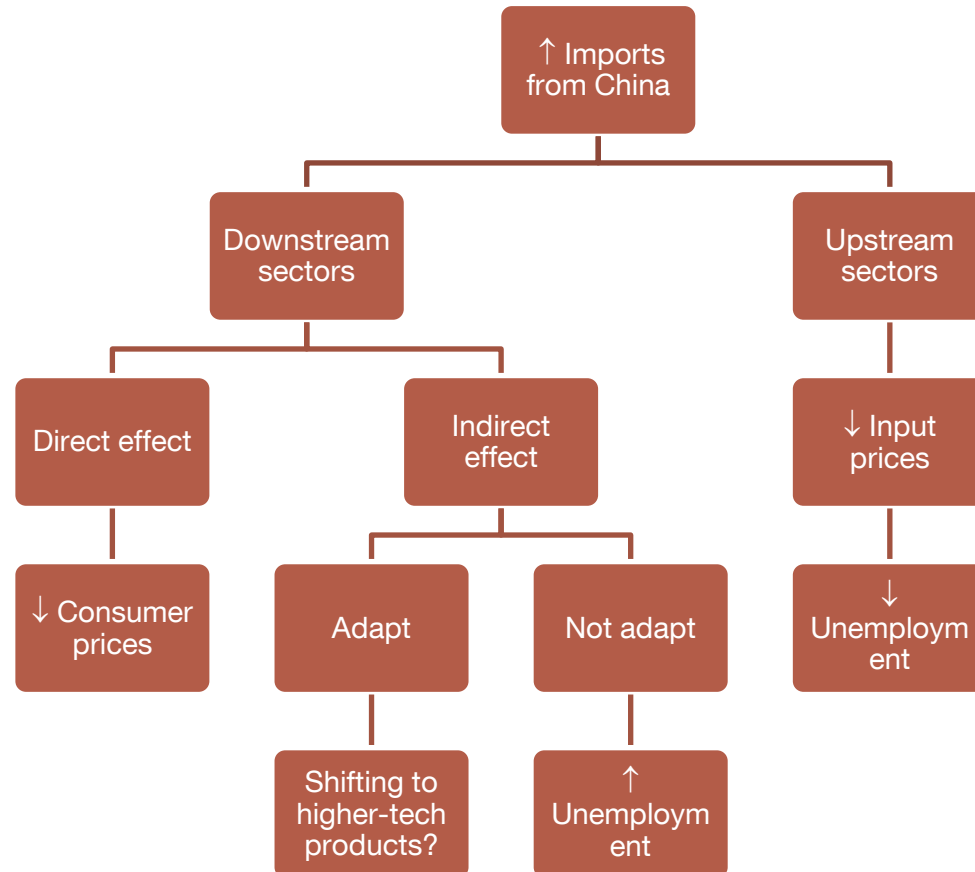 ↑ Imports
from China
Downstream
sectors
Upstream
sectors
Direct effect
Indirect
effect
↓ Input
prices
↓ Consumer
prices
Adapt
Not adapt
↓
Unemploym
ent
Shifting to
higher-tech
products?
↑
Unemploym
ent